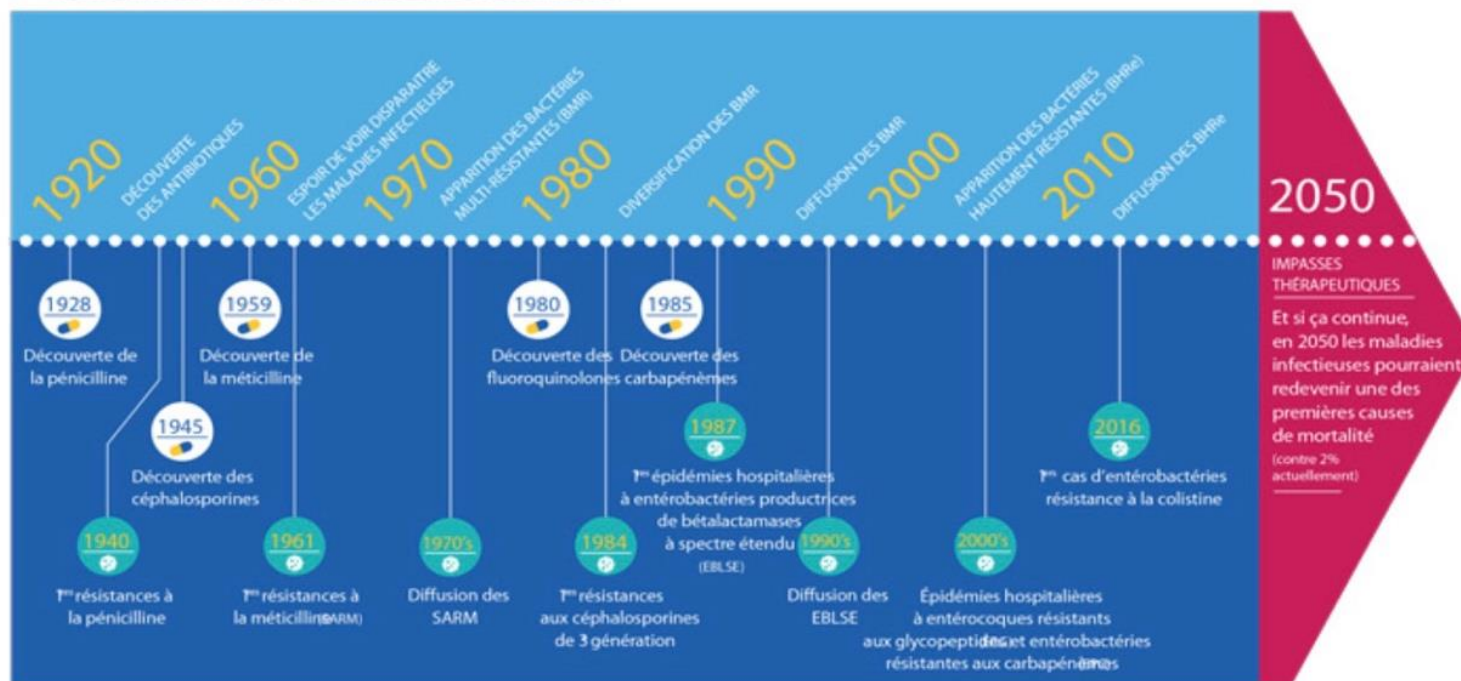 1920
DÉCOUVERTE
DES ANTIBIOTIQUES
1960
ESPOIR DE VOIR DISPARAITRE
LES MALADIES INFECTIEUSES
1970
APPARITION DES BACTÉRIES
MULTI-RÉSISTANTES (BMR)
1980
DIVERSIFICATION DES BMR
1990
DIFFUSION DES BMR
2000
APPARITION DES BACTÉRIES
HAUTEMENT RÉSISTANTES (BHRe)
2010
DIFFUSION DES BHRe
2050
IMPASSES
THÉRAPEUTIQUES
Et si ça continue,
en 2050 les maladies
infectieuses pourraient
redevenir une des
premières causes
de mortalité
(contre 2%
actuellement)
1928
Découverte de
la pénicilline
1959
Découverte de
la méticilline
1980
Découverte des
fluoroquinolones
1985
Découverte des
carbapénèmes
1945
Découverte des
céphalosporines
1987
1res épidémies hospitalières
à entérobactéries productrices
de bétalactamases
à spectre étendu
(EBLSE)
2016
1ers cas d'entérobactéries
résistance à la colistine
1940
1res résistances à
la pénicilline
1961
1res résistances à
la méticilline (SARM)
1970's
Diffusion des
SARM
1984
1res résistances
aux céphalosporines
de 3 génération
1990's
Diffusion des
EBLSE
2000's
Épidémies hospitalières
à entérocoques résistants
aux glycopeptides et entérobactéries
résistantes aux carbapénèmes